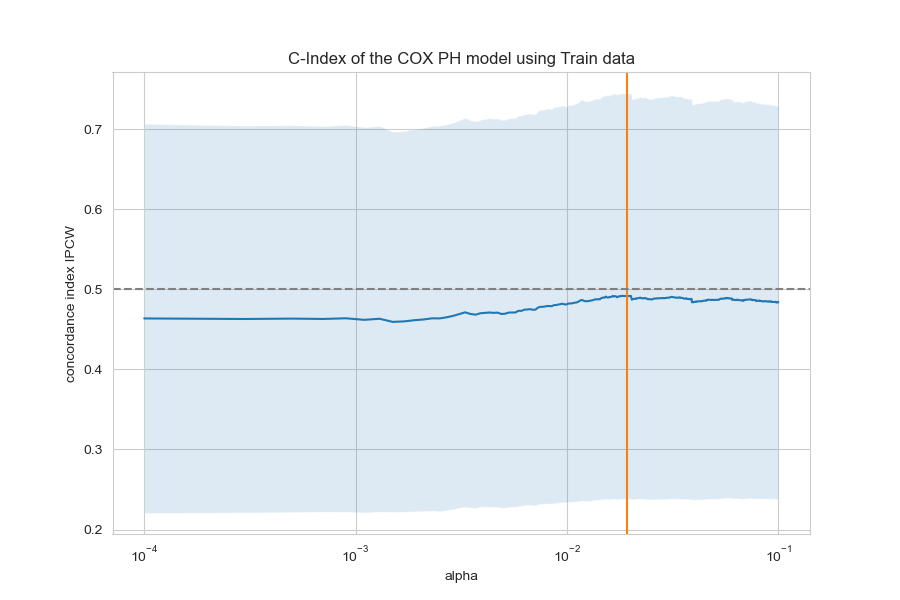 C-Index of the COX PH model using Train data
concordance index IPCW
0.7
0.6
0.5
0.4
0.3
0.2
10⁻⁴ 10⁻³ 10⁻² 10⁻¹
alpha